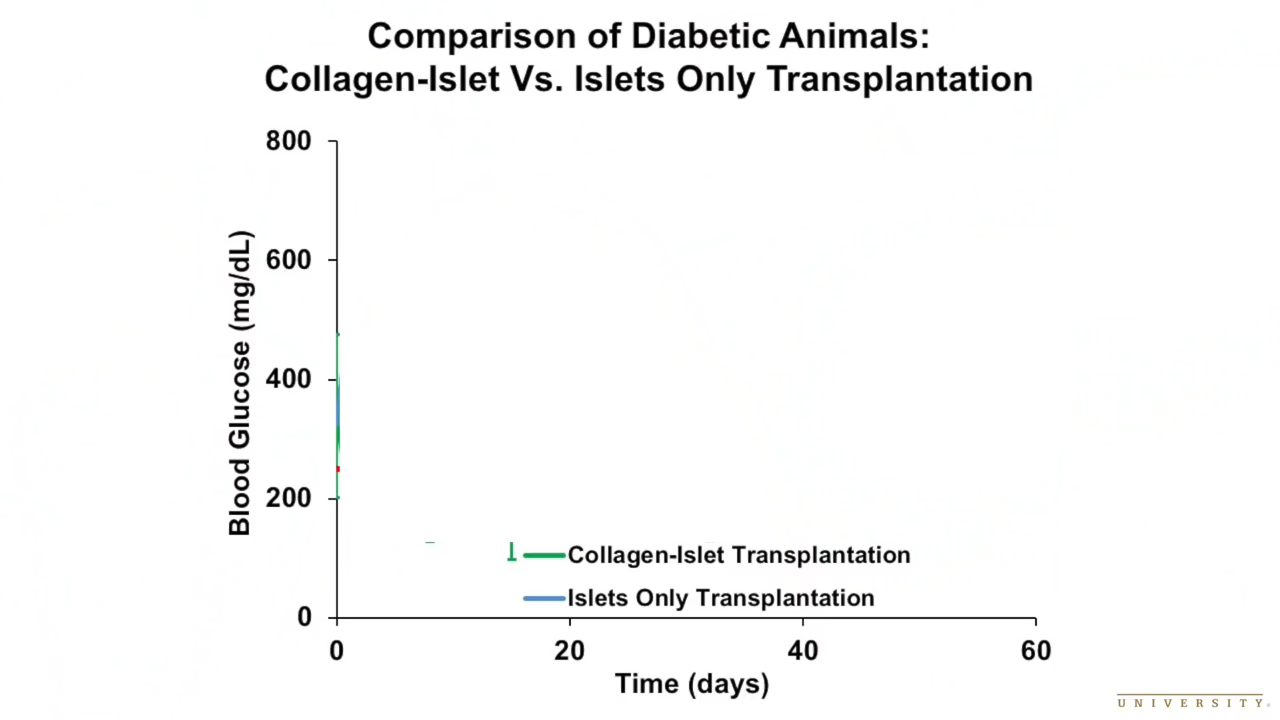 Comparison of Diabetic Animals:
Collagen-Islet Vs. Islets Only Transplantation
Blood Glucose (mg/dL)
800
600
400
200
0
Collagen-Islet Transplantation
Islets Only Transplantation
0 20 40 60
Time (days)
UNIVERSITY